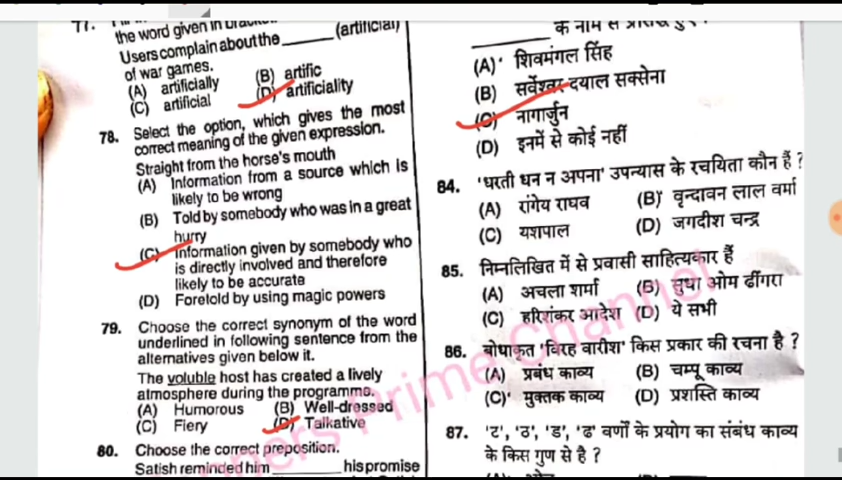 77.
the word given in bracket
Users complain about the ______ (artificial)
of war games.
(A) artificially (B) artific
(C) artificial (D) artificiality
78. Select the option, which gives the most
correct meaning of the given expression.
Straight from the horse's mouth
(A) Information from a source which is
likely to be wrong
(B) Told by somebody who was in a great
hurry
(C) Information given by somebody who
is directly involved and therefore
likely to be accurate
(D) Foretold by using magic powers
79. Choose the correct synonym of the word
underlined in following sentence from the
alternatives given below it.
The voluble host has created a lively
atmosphere during the programme.
(A) Humorous (B) Well-dressed
(C) Fiery (D) Talkative
80. Choose the correct preposition.
Satish reminded him ______ his promise
______ के नाम से प्रसिद्ध हुए
(A) शिवमंगल सिंह
(B) सर्वेश्वर दयाल सक्सेना
(C) नागार्जुन
(D) इनमें से कोई नहीं
84. 'धरती धन न अपना' उपन्यास के रचयिता कौन हैं ?
(A) रांगेय राघव (B) वृन्दावन लाल वर्मा
(C) यशपाल (D) जगदीश चन्द्र
85. निम्नलिखित में से प्रवासी साहित्यकार हैं
(A) अचला शर्मा (B) सुधा ओम ढींगरा
(C) हरिशंकर आदेश (D) ये सभी
86. बोधाकृत 'विरह वारीश' किस प्रकार की रचना है ?
(A) प्रबंध काव्य (B) चम्पू काव्य
(C) मुक्तक काव्य (D) प्रशस्ति काव्य
87. 'ट', 'ठ', 'ड', 'ढ' वर्णों के प्रयोग का संबंध काव्य
के किस गुण से है ?
Prime Channel